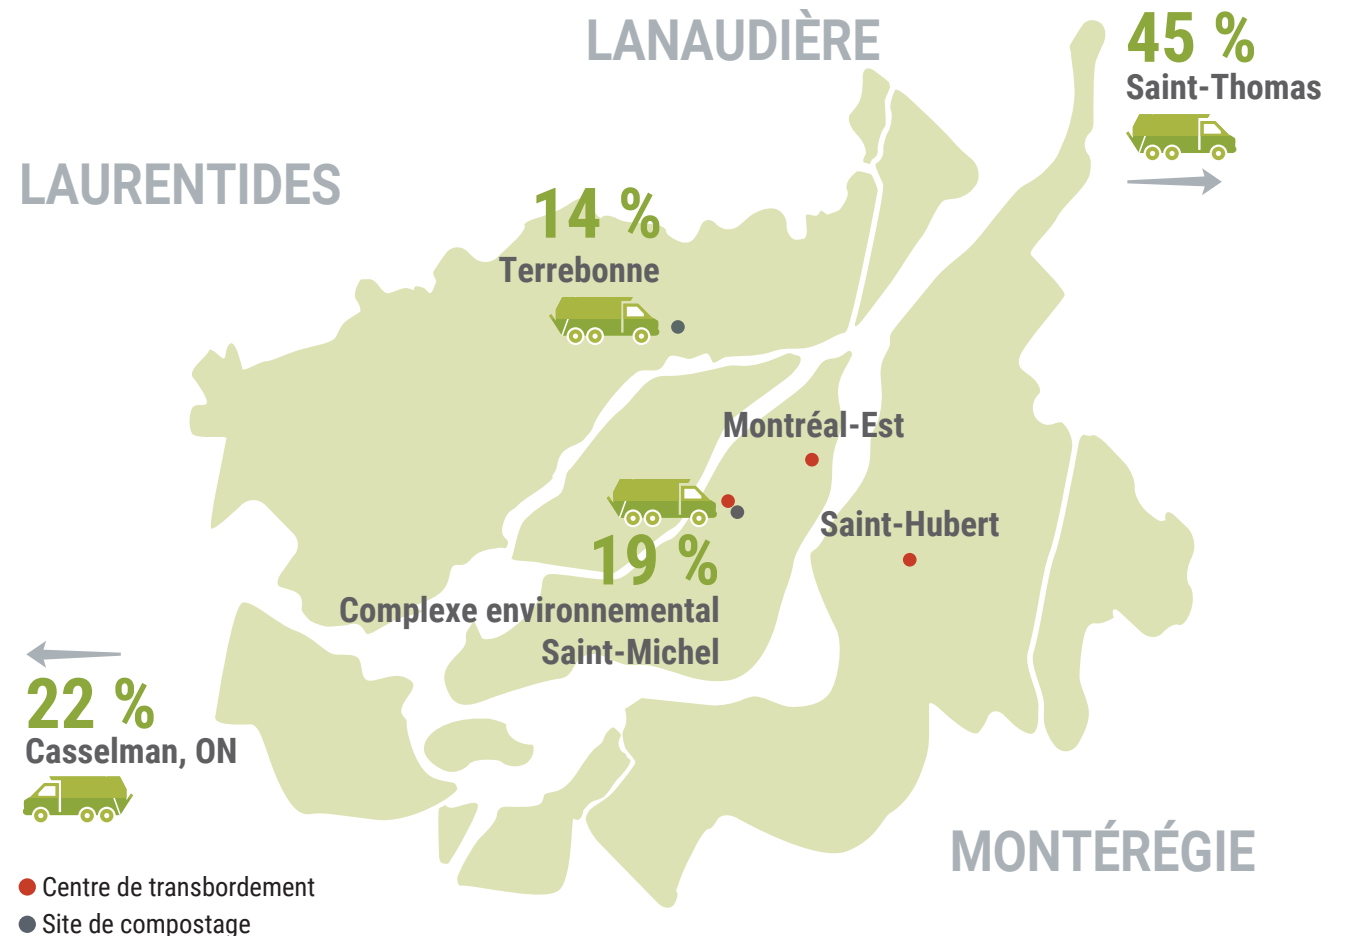 LANAUDIÈRE
45 %
Saint-Thomas
LAURENTIDES
14 %
Terrebonne
Montréal-Est
Saint-Hubert
19 %
Complexe environnemental
Saint-Michel
22 %
Casselman, ON
MONTÉRÉGIE
Centre de transbordement
Site de compostage